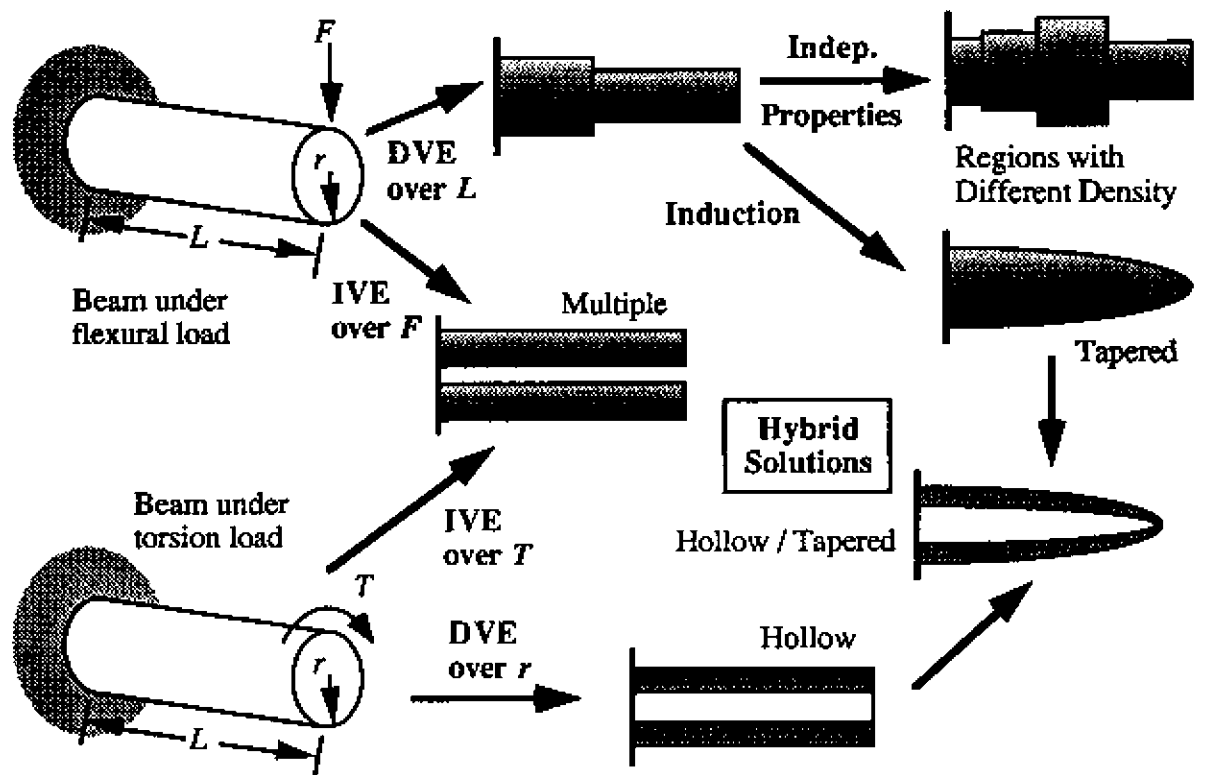 F
r
L
Beam under
flexural load
DVE
over L
IVE
over F
Indep.
Properties
Regions with
Different Density
Induction
Tapered
Multiple
Hybrid
Solutions
Beam under
torsion load
IVE
over T
Hollow / Tapered
T
r
L
DVE
over r
Hollow